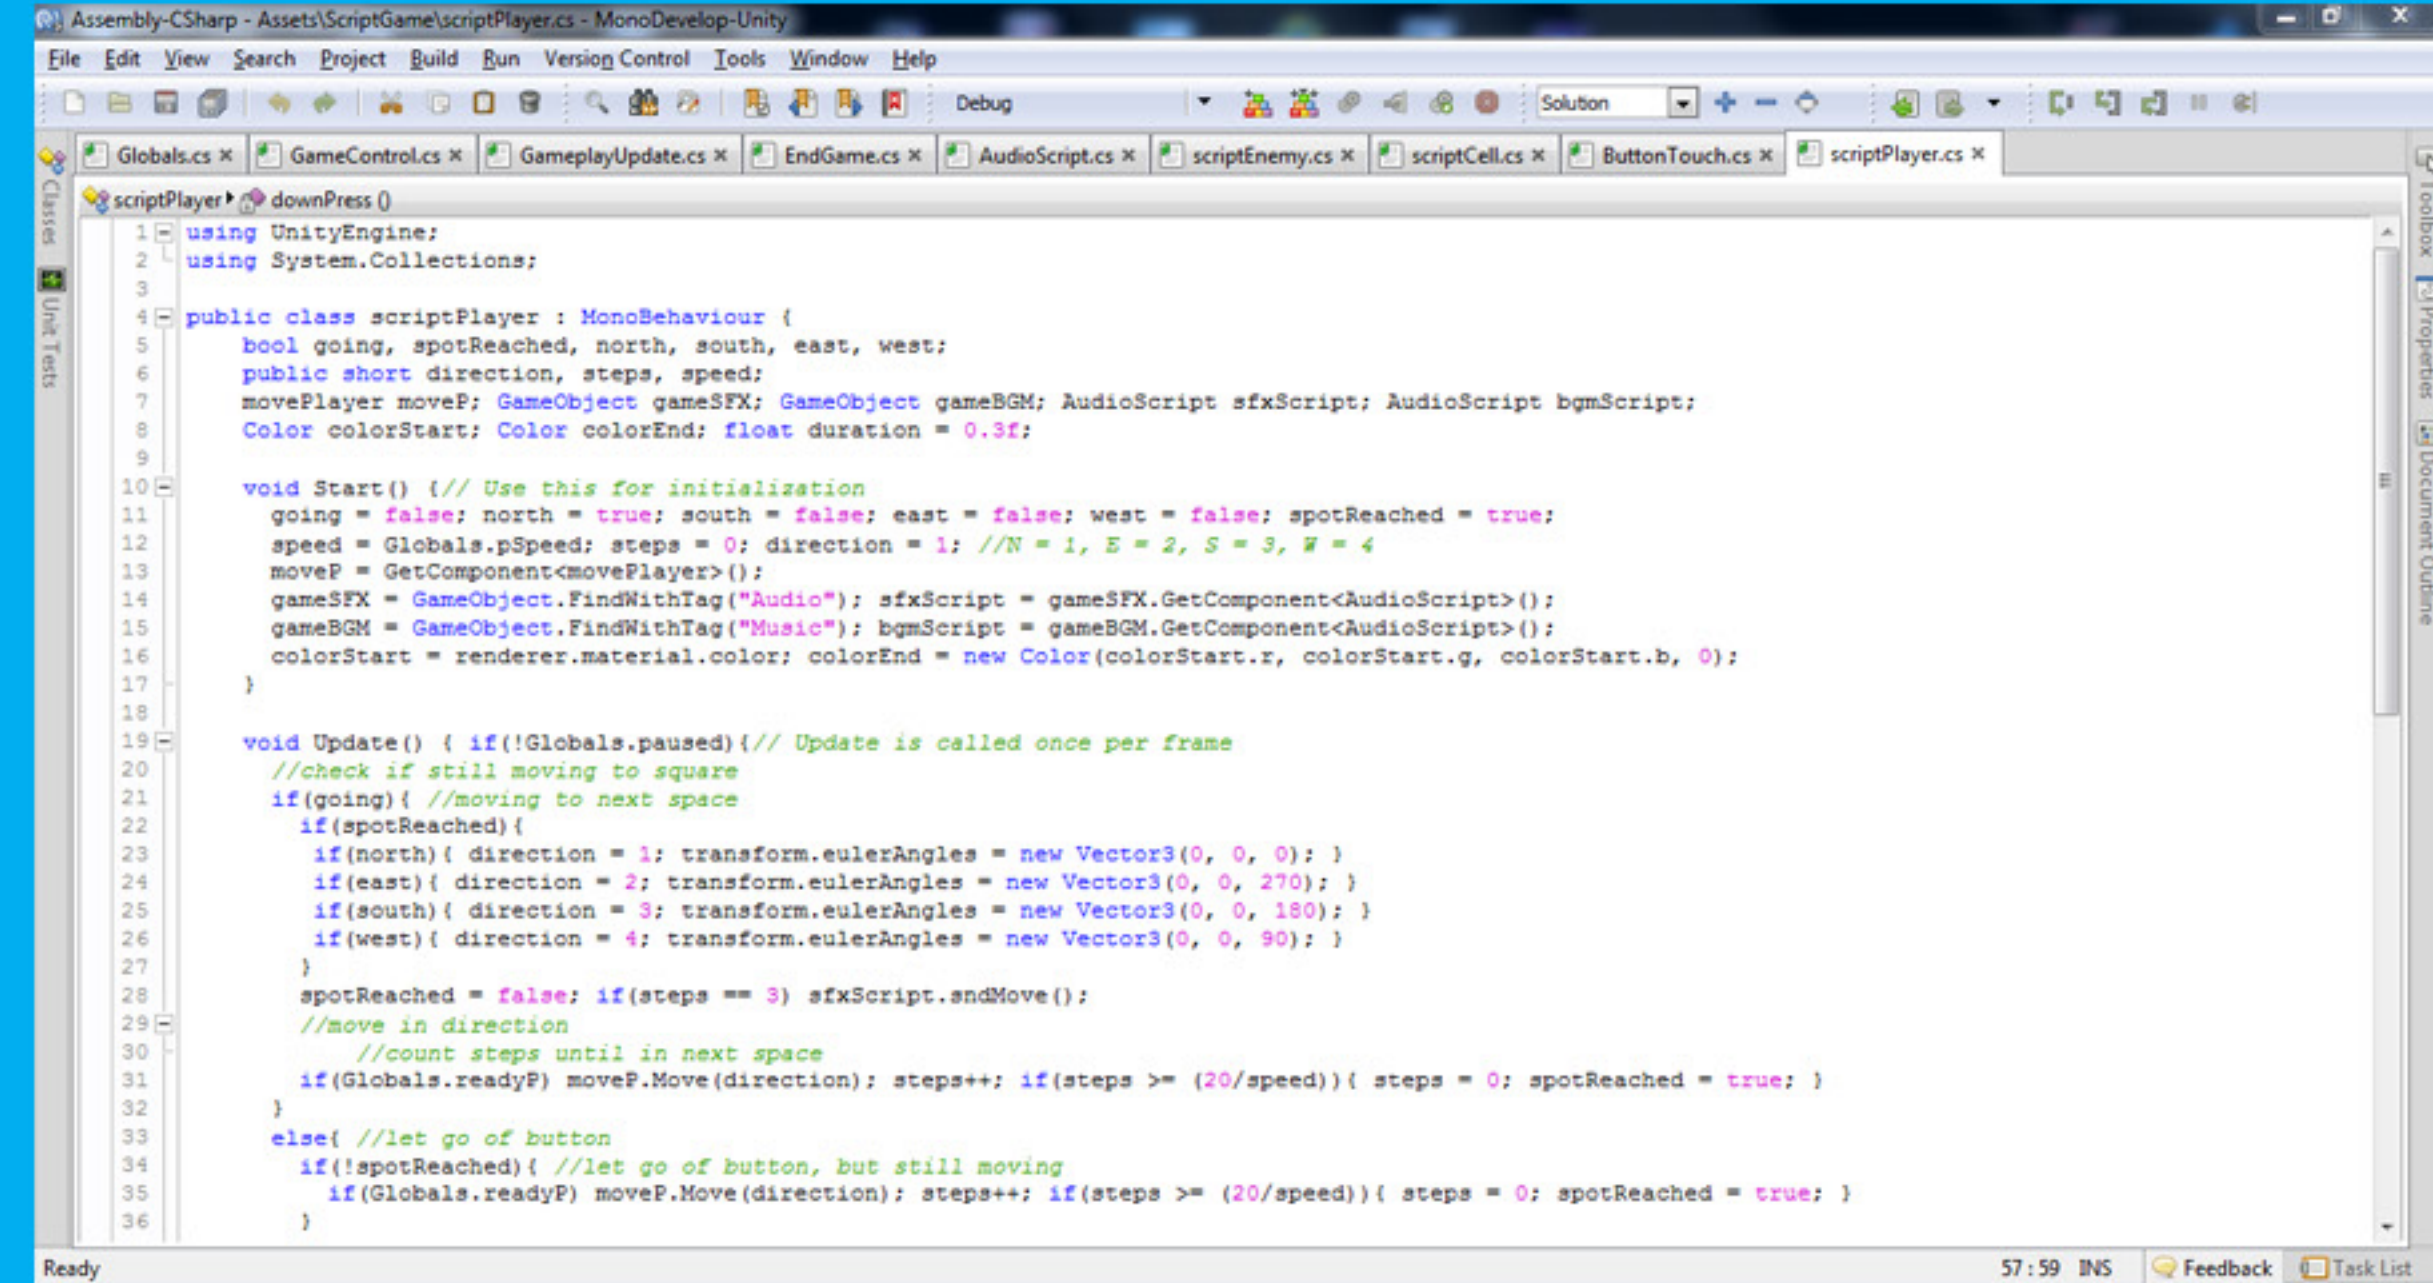 Assembly-CSharp - Assets\ScriptGame\scriptPlayer.cs - MonoDevelop-Unity
File Edit View Search Project Build Run Version Control Tools Window Help
Debug Solution
Globals.cs GameControl.cs GameplayUpdate.cs EndGame.cs AudioScript.cs scriptEnemy.cs scriptCell.cs ButtonTouch.cs scriptPlayer.cs
scriptPlayer downPress ()
Classes
Unit Tests
1 using UnityEngine;
2 using System.Collections;
3
4 public class scriptPlayer : MonoBehaviour {
5 bool going, spotReached, north, south, east, west;
6 public short direction, steps, speed;
7 movePlayer moveP; GameObject gameSFX; GameObject gameBGM; AudioScript sfxScript; AudioScript bgmScript;
8 Color colorStart; Color colorEnd; float duration = 0.3f;
9
10 void Start() {// Use this for initialization
11 going = false; north = true; south = false; east = false; west = false; spotReached = true;
12 speed = Globals.pSpeed; steps = 0; direction = 1; //N = 1, E = 2, S = 3, W = 4
13 moveP = GetComponent<movePlayer>();
14 gameSFX = GameObject.FindWithTag("Audio"); sfxScript = gameSFX.GetComponent<AudioScript>();
15 gameBGM = GameObject.FindWithTag("Music"); bgmScript = gameBGM.GetComponent<AudioScript>();
16 colorStart = renderer.material.color; colorEnd = new Color(colorStart.r, colorStart.g, colorStart.b, 0);
17 }
18
19 void Update() { if(!Globals.paused){// Update is called once per frame
20 //check if still moving to square
21 if(going){ //moving to next space
22 if(spotReached){
23 if(north){ direction = 1; transform.eulerAngles = new Vector3(0, 0, 0); }
24 if(east){ direction = 2; transform.eulerAngles = new Vector3(0, 0, 270); }
25 if(south){ direction = 3; transform.eulerAngles = new Vector3(0, 0, 180); }
26 if(west){ direction = 4; transform.eulerAngles = new Vector3(0, 0, 90); }
27 }
28 spotReached = false; if(steps == 3) sfxScript.sndMove();
29 //move in direction
30 //count steps until in next space
31 if(Globals.readyP) moveP.Move(direction); steps++; if(steps >= (20/speed)){ steps = 0; spotReached = true; }
32 }
33 else{ //let go of button
34 if(!spotReached){ //let go of button, but still moving
35 if(Globals.readyP) moveP.Move(direction); steps++; if(steps >= (20/speed)){ steps = 0; spotReached = true; }
36 }
Toolbox
Properties
Document Outline
Ready 57 : 59 INS Feedback Task List